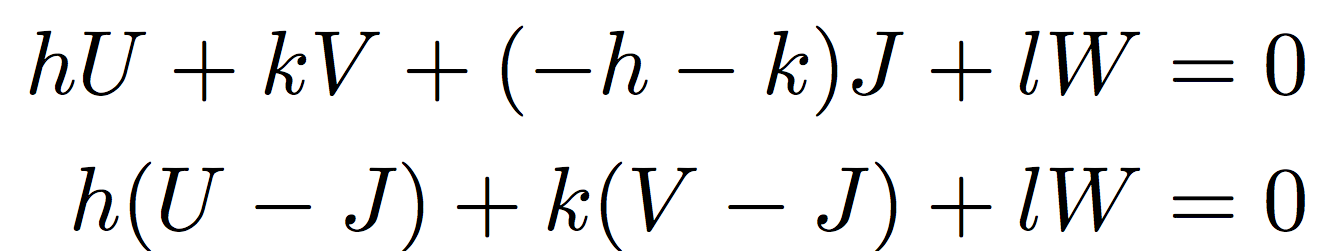 hU + kV + (−h − k)J + lW = 0
h(U − J) + k(V − J) + lW = 0